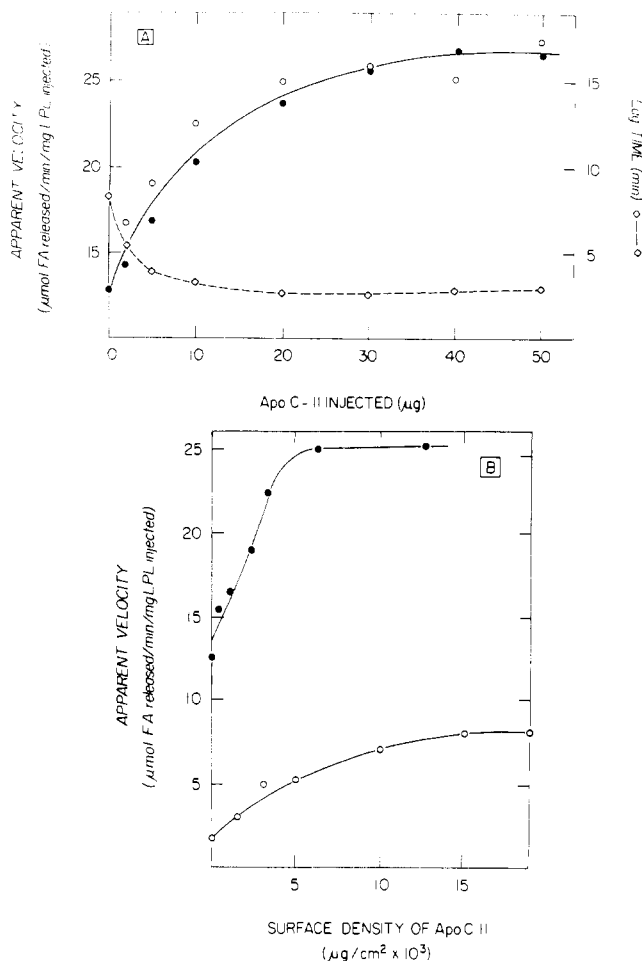 A
APPARENT VELOCITY
(μmol FA released/min/mg LPL injected)
25
20
15
15
10
5
Lag TIME (min)
0
10
20
30
40
50
Apo C-II INJECTED (μg)
B
APPARENT VELOCITY
(μmol FA released/min/mg LPL injected)
25
20
15
10
5
5
10
15
SURFACE DENSITY OF Apo C II
(μg/cm² x 10³)